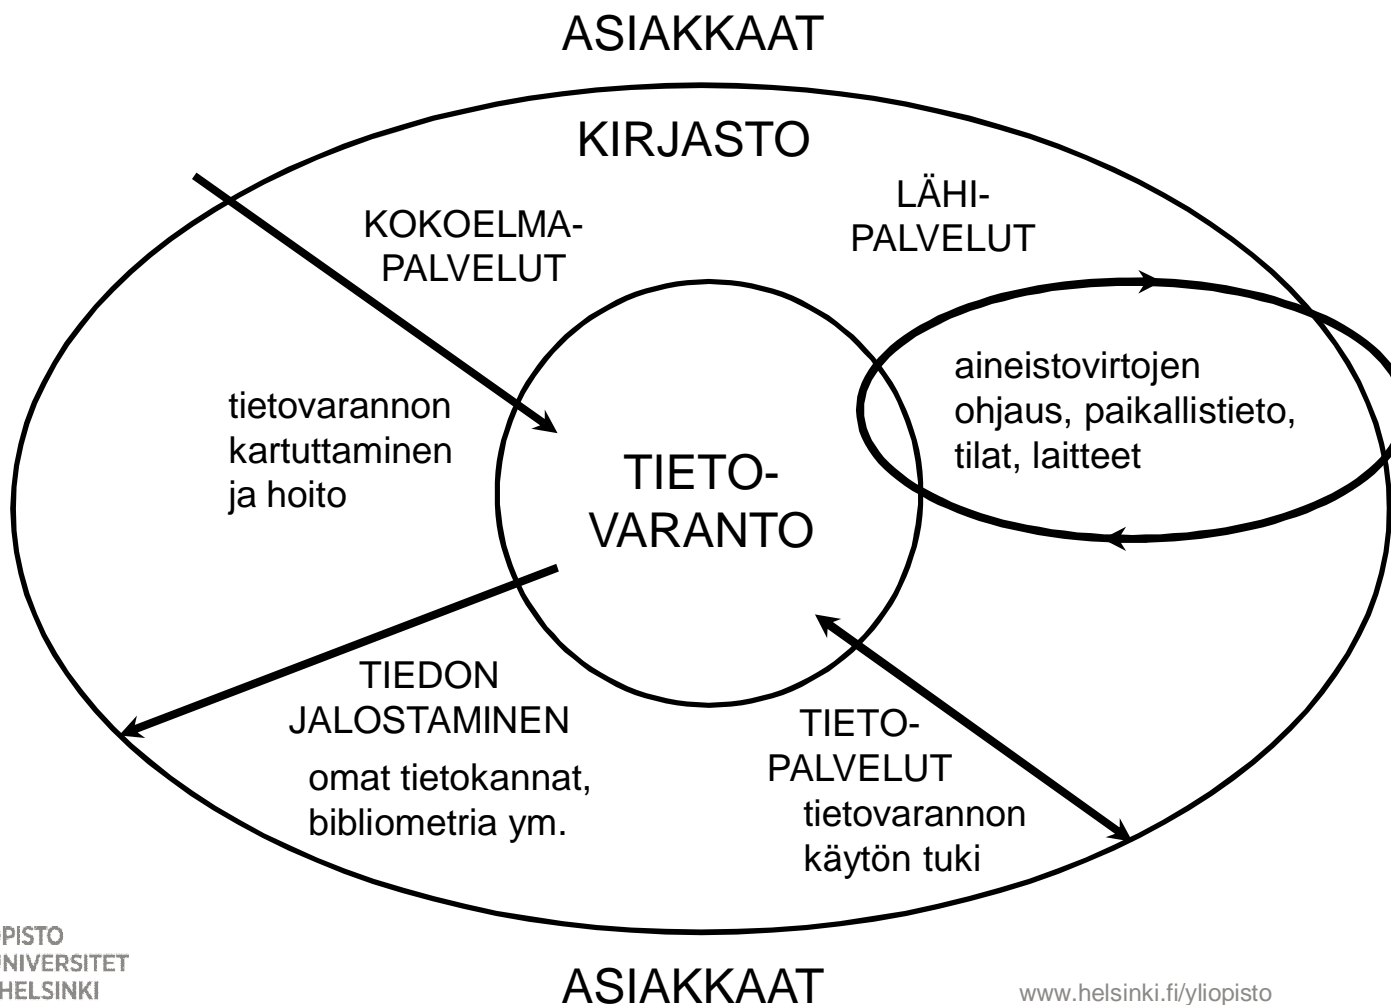 ASIAKKAAT
KIRJASTO
KOKOELMA-
PALVELUT
LÄHI-
PALVELUT
tietovarannon
kartuttaminen
ja hoito
aineistovirtojen
ohjaus, paikallistieto,
tilat, laitteet
TIETO-
VARANTO
TIEDON
JALOSTAMINEN
omat tietokannat,
bibliometria ym.
TIETO-
PALVELUT
tietovarannon
käytön tuki
PISTO
NIVERSITET
HELSINKI
ASIAKKAAT
www.helsinki.fi/yliopisto